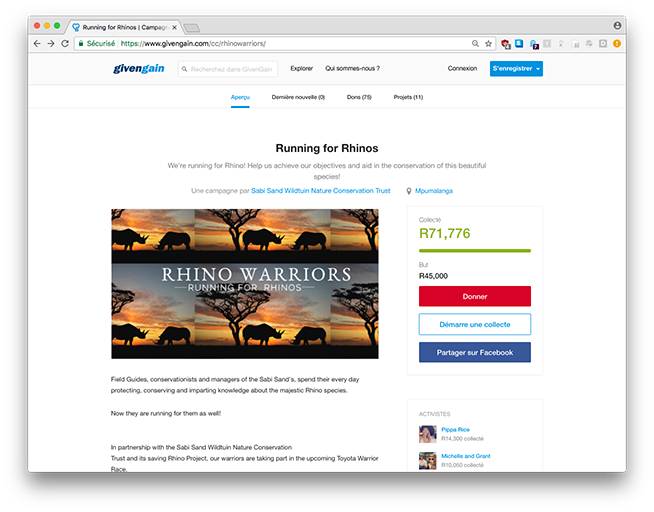 Running for Rhinos | Campagn
Sécurisé https://www.givengain.com/cc/rhinowarriors/
givengain Recherchez dans GivenGain Explorer Qui sommes-nous ? Connexion S'enregistrer
Aperçu Dernière nouvelle (0) Dons (75) Projets (11)
Running for Rhinos
We're running for Rhino! Help us achieve our objectives and aid in the conservation of this beautiful
species!
Une campagne par Sabi Sand Wildtuin Nature Conservation Trust Mpumalanga
RHINO WARRIORS
RUNNING FOR RHINOS
Collecté
R71,776
But
R45,000
Donner
Démarre une collecte
Partager sur Facebook
Field Guides, conservationists and managers of the Sabi Sand's, spend their every day
protecting, conserving and imparting knowledge about the majestic Rhino species.
Now they are running for them as well!
In partnership with the Sabi Sand Wildtuin Nature Conservation
Trust and its saving Rhino Project, our warriors are taking part in the upcoming Toyota Warrior
Race.
ACTIVISTES
Pippa Rice
R14,300 collecté
Michelle and Grant
R10,050 collecté